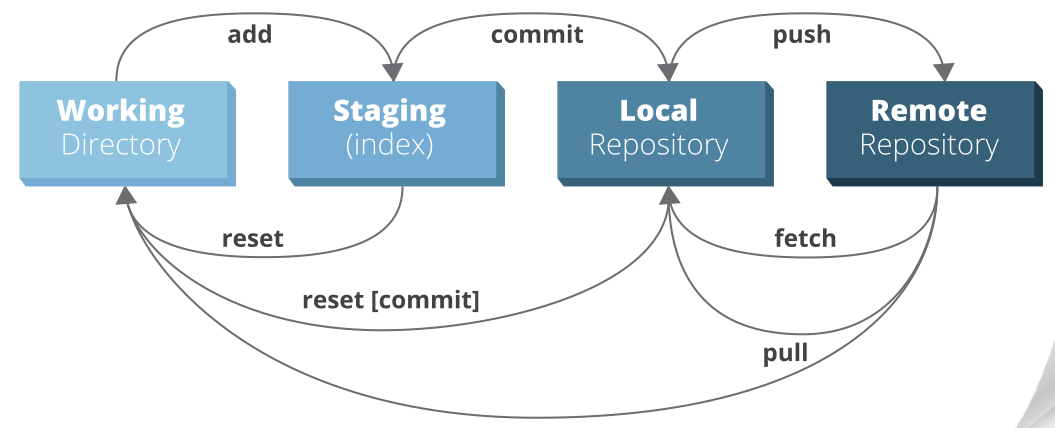 add
commit
push
Working
Directory
Staging
(index)
Local
Repository
Remote
Repository
reset
fetch
reset [commit]
pull